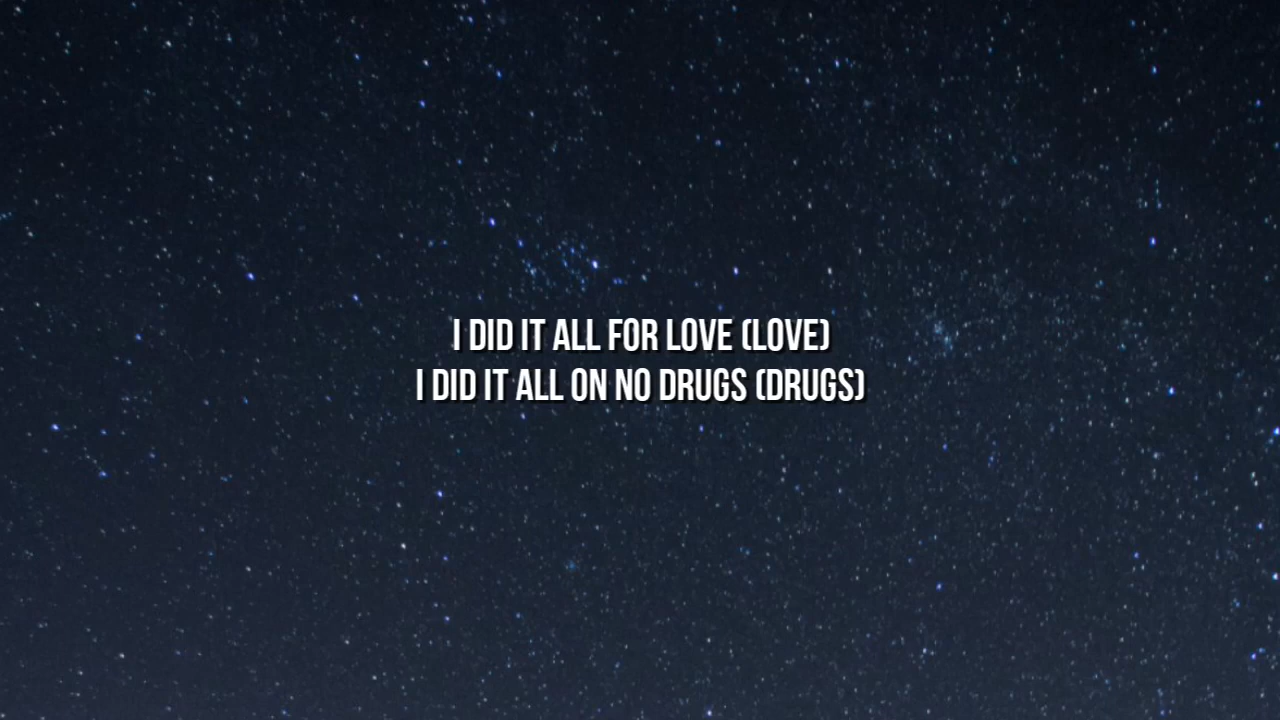 I DID IT ALL FOR LOVE (LOVE)
I DID IT ALL ON NO DRUGS (DRUGS)